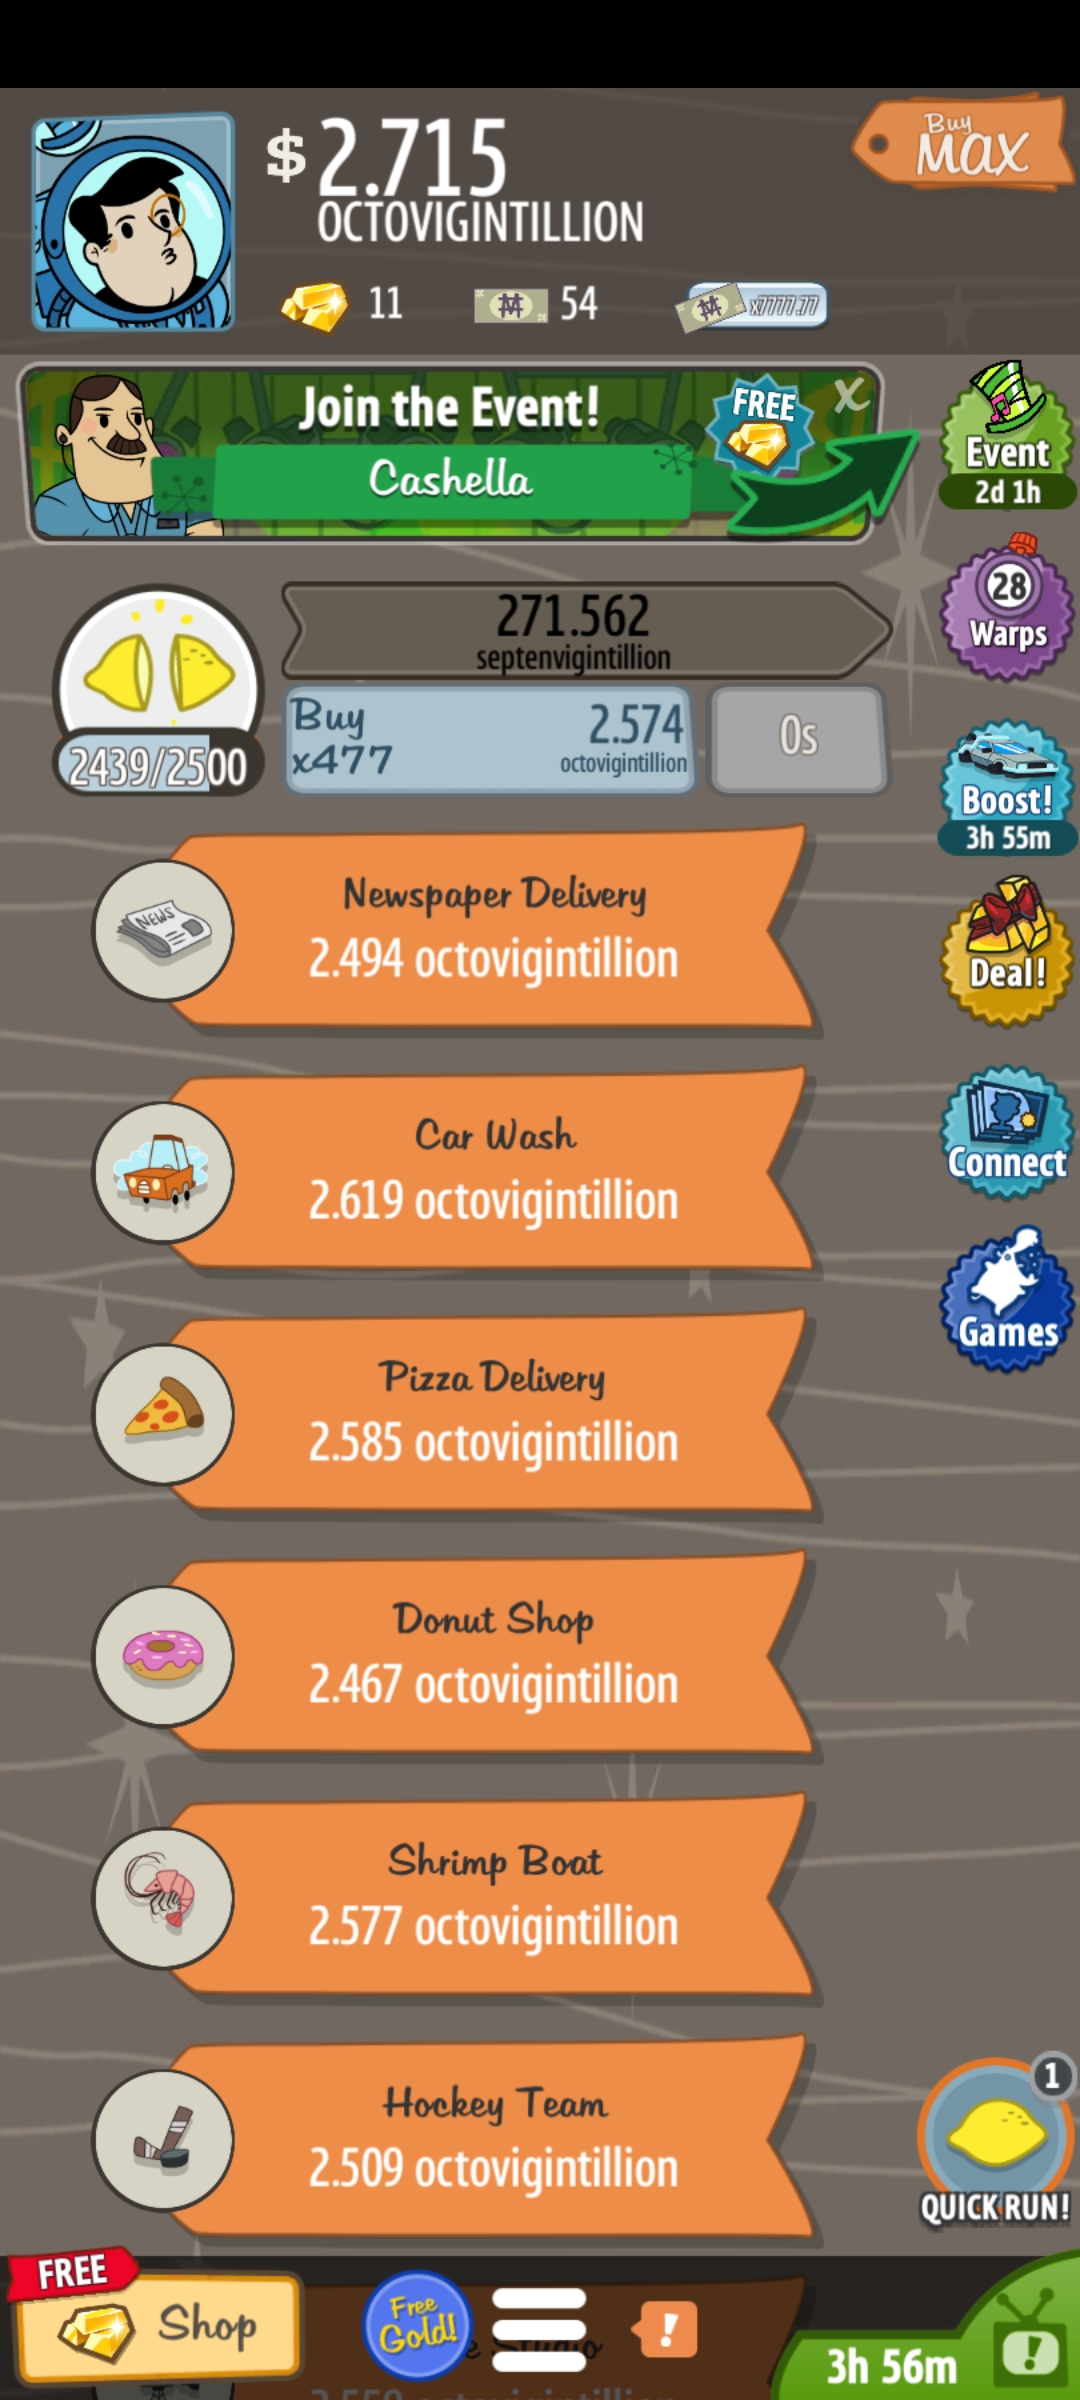 $ 2.715
OCTOVIGINTILLION
Buy
MAX
11
54
x7777.77
Join the Event!
FREE
X
Cashella
Event
2d 1h
28
Warps
271.562
septenvigintillion
2439/2500
Buy
x477
2.574
octovigintillion
0s
Boost!
3h 55m
NEWS
Newspaper Delivery
2.494 octovigintillion
Deal!
Car Wash
2.619 octovigintillion
Connect
Pizza Delivery
2.585 octovigintillion
Games
Donut Shop
2.467 octovigintillion
Shrimp Boat
2.577 octovigintillion
Hockey Team
2.509 octovigintillion
1
QUICK RUN!
FREE
Shop
Free
Gold!
Studio
!
3h 56m
!